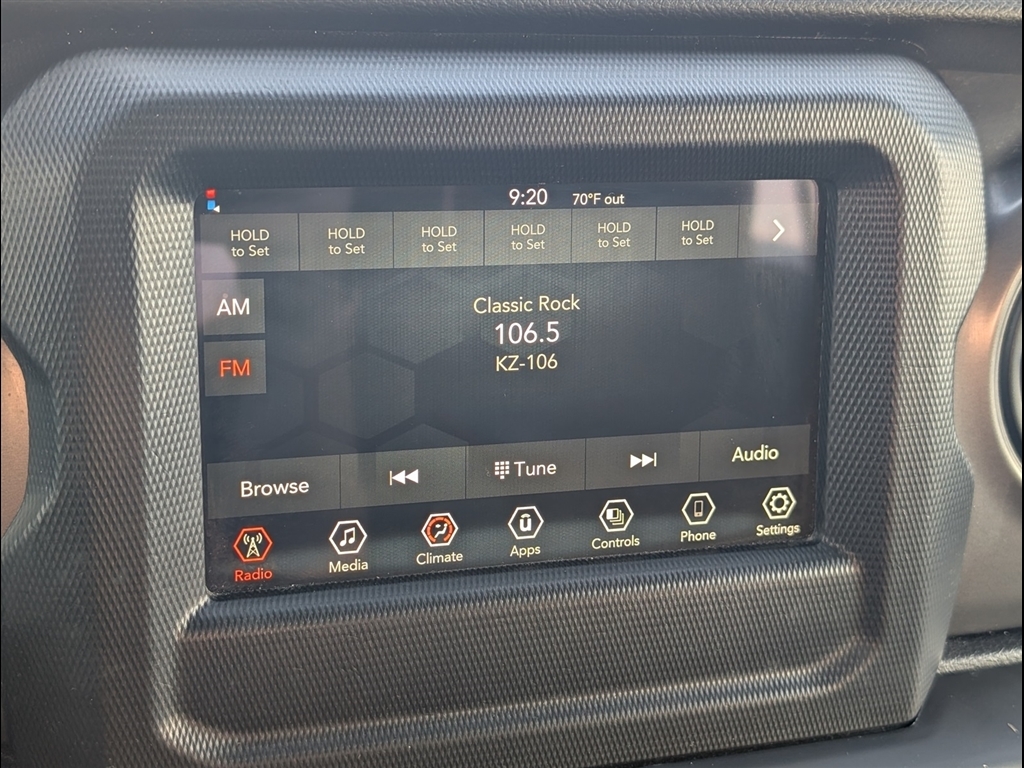 9:20 70°F out
HOLD to Set
HOLD to Set
HOLD to Set
HOLD to Set
HOLD to Set
HOLD to Set
AM
FM
Classic Rock
106.5
KZ-106
Browse
Tune
Audio
Radio
Media
Climate
Apps
Controls
Phone
Settings